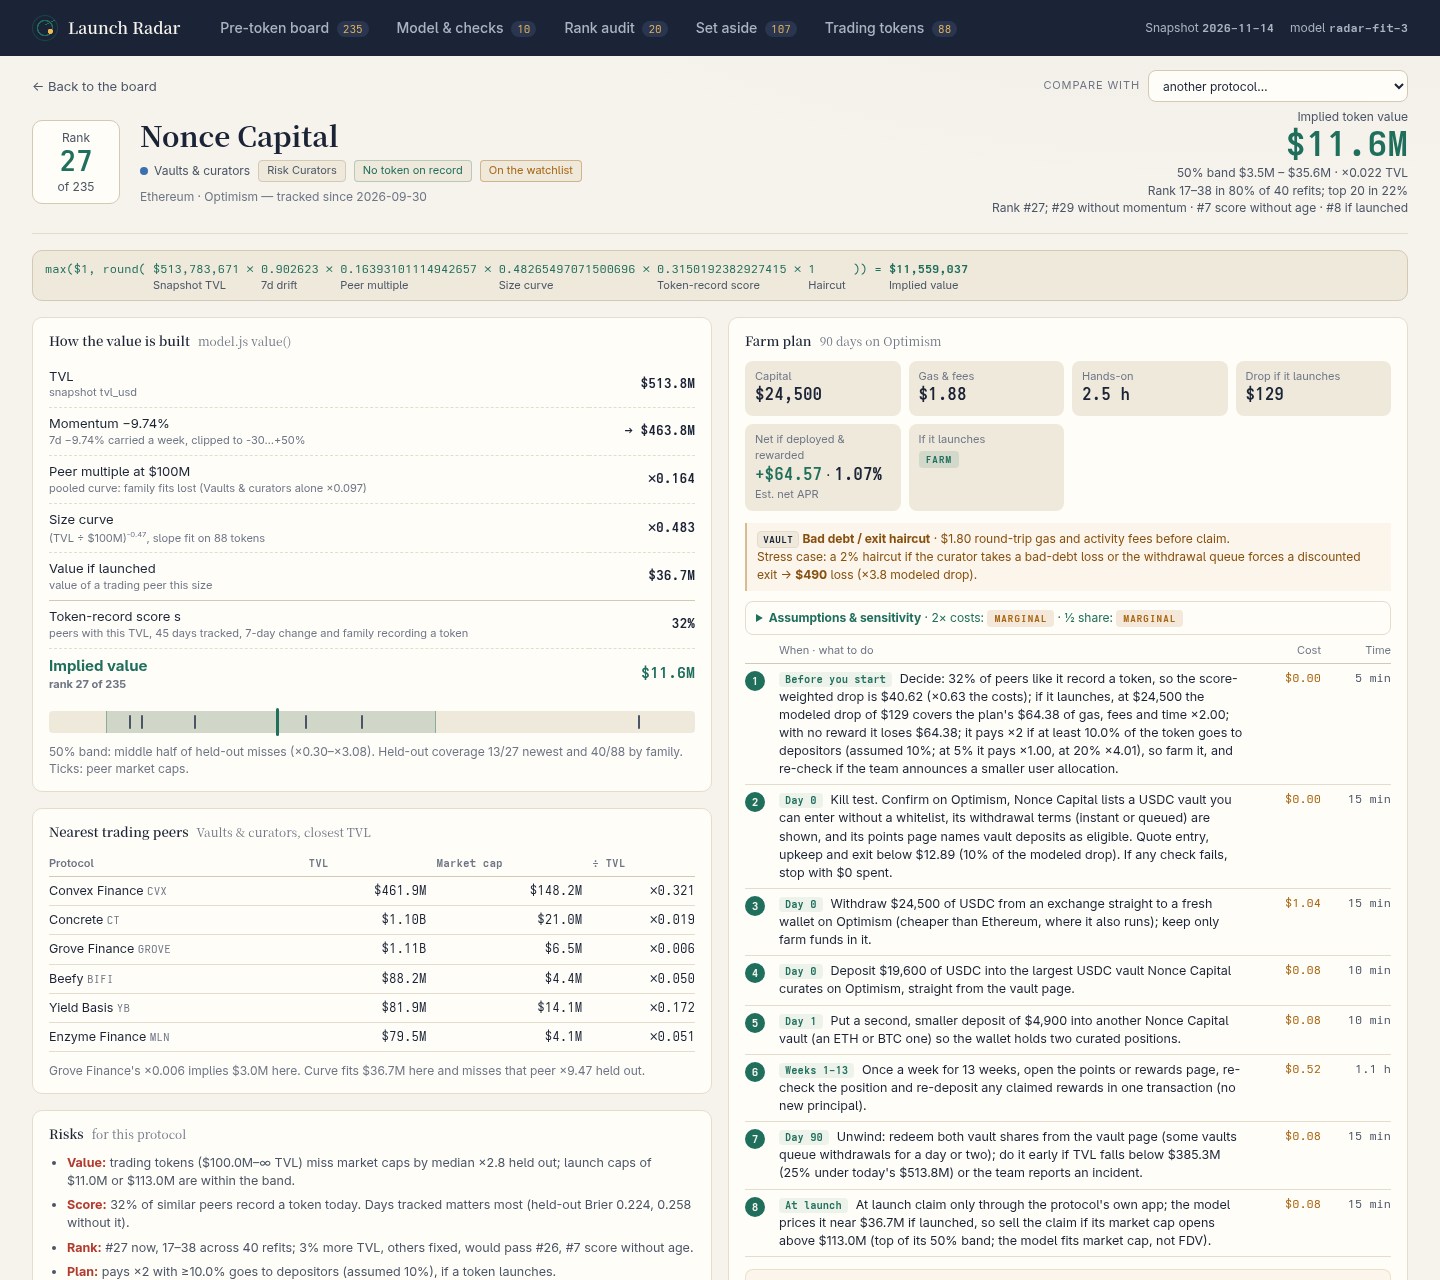 Launch Radar
Pre-token board 235
Model & checks 10
Rank audit 20
Set aside 107
Trading tokens 88
Snapshot 2026-11-14 model radar-fit-3
← Back to the board
COMPARE WITH another protocol...
Rank
27
of 235
Nonce Capital
Vaults & curators Risk Curators No token on record On the watchlist
Ethereum · Optimism — tracked since 2026-09-30
Implied token value
$11.6M
50% band $3.5M – $35.6M · ×0.022 TVL
Rank 17–38 in 80% of 40 refits; top 20 in 22%
Rank #27; #29 without momentum · #7 score without age · #8 if launched
max($1, round( $513,783,671 × 0.902623 × 0.16393101114942657 × 0.48265497071500696 × 0.3150192382927415 × 1 )) = $11,559,037
Snapshot TVL 7d drift Peer multiple Size curve Token-record score Haircut Implied value
How the value is built model.js value()
TVL
snapshot tvl_usd
$513.8M
Momentum −9.74%
7d −9.74% carried a week, clipped to -30…+50%
→ $463.8M
Peer multiple at $100M
pooled curve: family fits lost (Vaults & curators alone ×0.097)
×0.164
Size curve
(TVL ÷ $100M)^-0.47, slope fit on 88 tokens
×0.483
Value if launched
value of a trading peer this size
$36.7M
Token-record score s
peers with this TVL, 45 days tracked, 7-day change and family recording a token
32%
Implied value
rank 27 of 235
$11.6M
50% band: middle half of held-out misses (×0.30–×3.08). Held-out coverage 13/27 newest and 40/88 by family.
Ticks: peer market caps.
Nearest trading peers Vaults & curators, closest TVL
Protocol TVL Market cap ÷ TVL
Convex Finance CVX $461.9M $148.2M ×0.321
Concrete CT $1.10B $21.0M ×0.019
Grove Finance GROVE $1.11B $6.5M ×0.006
Beefy BIFI $88.2M $4.4M ×0.050
Yield Basis YB $81.9M $14.1M ×0.172
Enzyme Finance MLN $79.5M $4.1M ×0.051
Grove Finance's ×0.006 implies $3.0M here. Curve fits $36.7M here and misses that peer ×9.47 held out.
Risks for this protocol
• Value: trading tokens ($100.0M–∞ TVL) miss market caps by median ×2.8 held out; launch caps of
$11.0M or $113.0M are within the band.
• Score: 32% of similar peers record a token today. Days tracked matters most (held-out Brier 0.224, 0.258
without it).
• Rank: #27 now, 17–38 across 40 refits; 3% more TVL, others fixed, would pass #26, #7 score without age.
• Plan: pays ×2 with ≥10.0% goes to depositors (assumed 10%), if a token launches.
Farm plan 90 days on Optimism
Capital
$24,500
Gas & fees
$1.88
Hands-on
2.5 h
Drop if it launches
$129
Net if deployed &
rewarded
+$64.57 · 1.07%
Est. net APR
If it launches
FARM
VAULT Bad debt / exit haircut · $1.80 round-trip gas and activity fees before claim.
Stress case: a 2% haircut if the curator takes a bad-debt loss or the withdrawal queue forces a discounted
exit → $490 loss (×3.8 modeled drop).
▶ Assumptions & sensitivity · 2× costs: MARGINAL · ½ share: MARGINAL
When · what to do Cost Time
1 Before you start Decide: 32% of peers like it record a token, so the score-
weighted drop is $40.62 (×0.63 the costs); if it launches, at $24,500 the
modeled drop of $129 covers the plan's $64.38 of gas, fees and time ×2.00;
with no reward it loses $64.38; it pays ×2 if at least 10.0% of the token goes to
depositors (assumed 10%; at 5% it pays ×1.00, at 20% ×4.01), so farm it, and
re-check if the team announces a smaller user allocation.
$0.00 5 min
2 Day 0 Kill test. Confirm on Optimism, Nonce Capital lists a USDC vault you
can enter without a whitelist, its withdrawal terms (instant or queued) are
shown, and its points page names vault deposits as eligible. Quote entry,
upkeep and exit below $12.89 (10% of the modeled drop). If any check fails,
stop with $0 spent.
$0.00 15 min
3 Day 0 Withdraw $24,500 of USDC from an exchange straight to a fresh
wallet on Optimism (cheaper than Ethereum, where it also runs); keep only
farm funds in it.
$1.04 15 min
4 Day 0 Deposit $19,600 of USDC into the largest USDC vault Nonce Capital
curates on Optimism, straight from the vault page.
$0.08 10 min
5 Day 1 Put a second, smaller deposit of $4,900 into another Nonce Capital
vault (an ETH or BTC one) so the wallet holds two curated positions.
$0.08 10 min
6 Weeks 1–13 Once a week for 13 weeks, open the points or rewards page, re-
check the position and re-deposit any claimed rewards in one transaction (no
new principal).
$0.52 1.1 h
7 Day 90 Unwind: redeem both vault shares from the vault page (some vaults
queue withdrawals for a day or two); do it early if TVL falls below $385.3M
(25% under today's $513.8M) or the team reports an incident.
$0.08 15 min
8 At launch At launch claim only through the protocol's own app; the model
prices it near $36.7M if launched, so sell the claim if its market cap opens
above $113.0M (top of its 50% band; the model fits market cap, not FDV).
$0.08 15 min